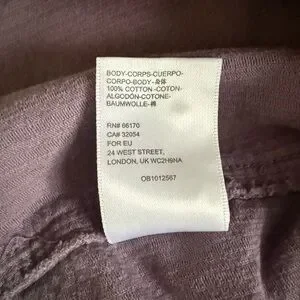 BODY-CORPS-CUERPO-
CORPO-BODY-身体
100% COTTON -COTON-
ALGODÓN-COTONE-
BAUMWOLLE-棉
RN# 66170
CA# 32054
FOR EU
24 WEST STREET,
LONDON, UK WC2H9NA
OB1012567